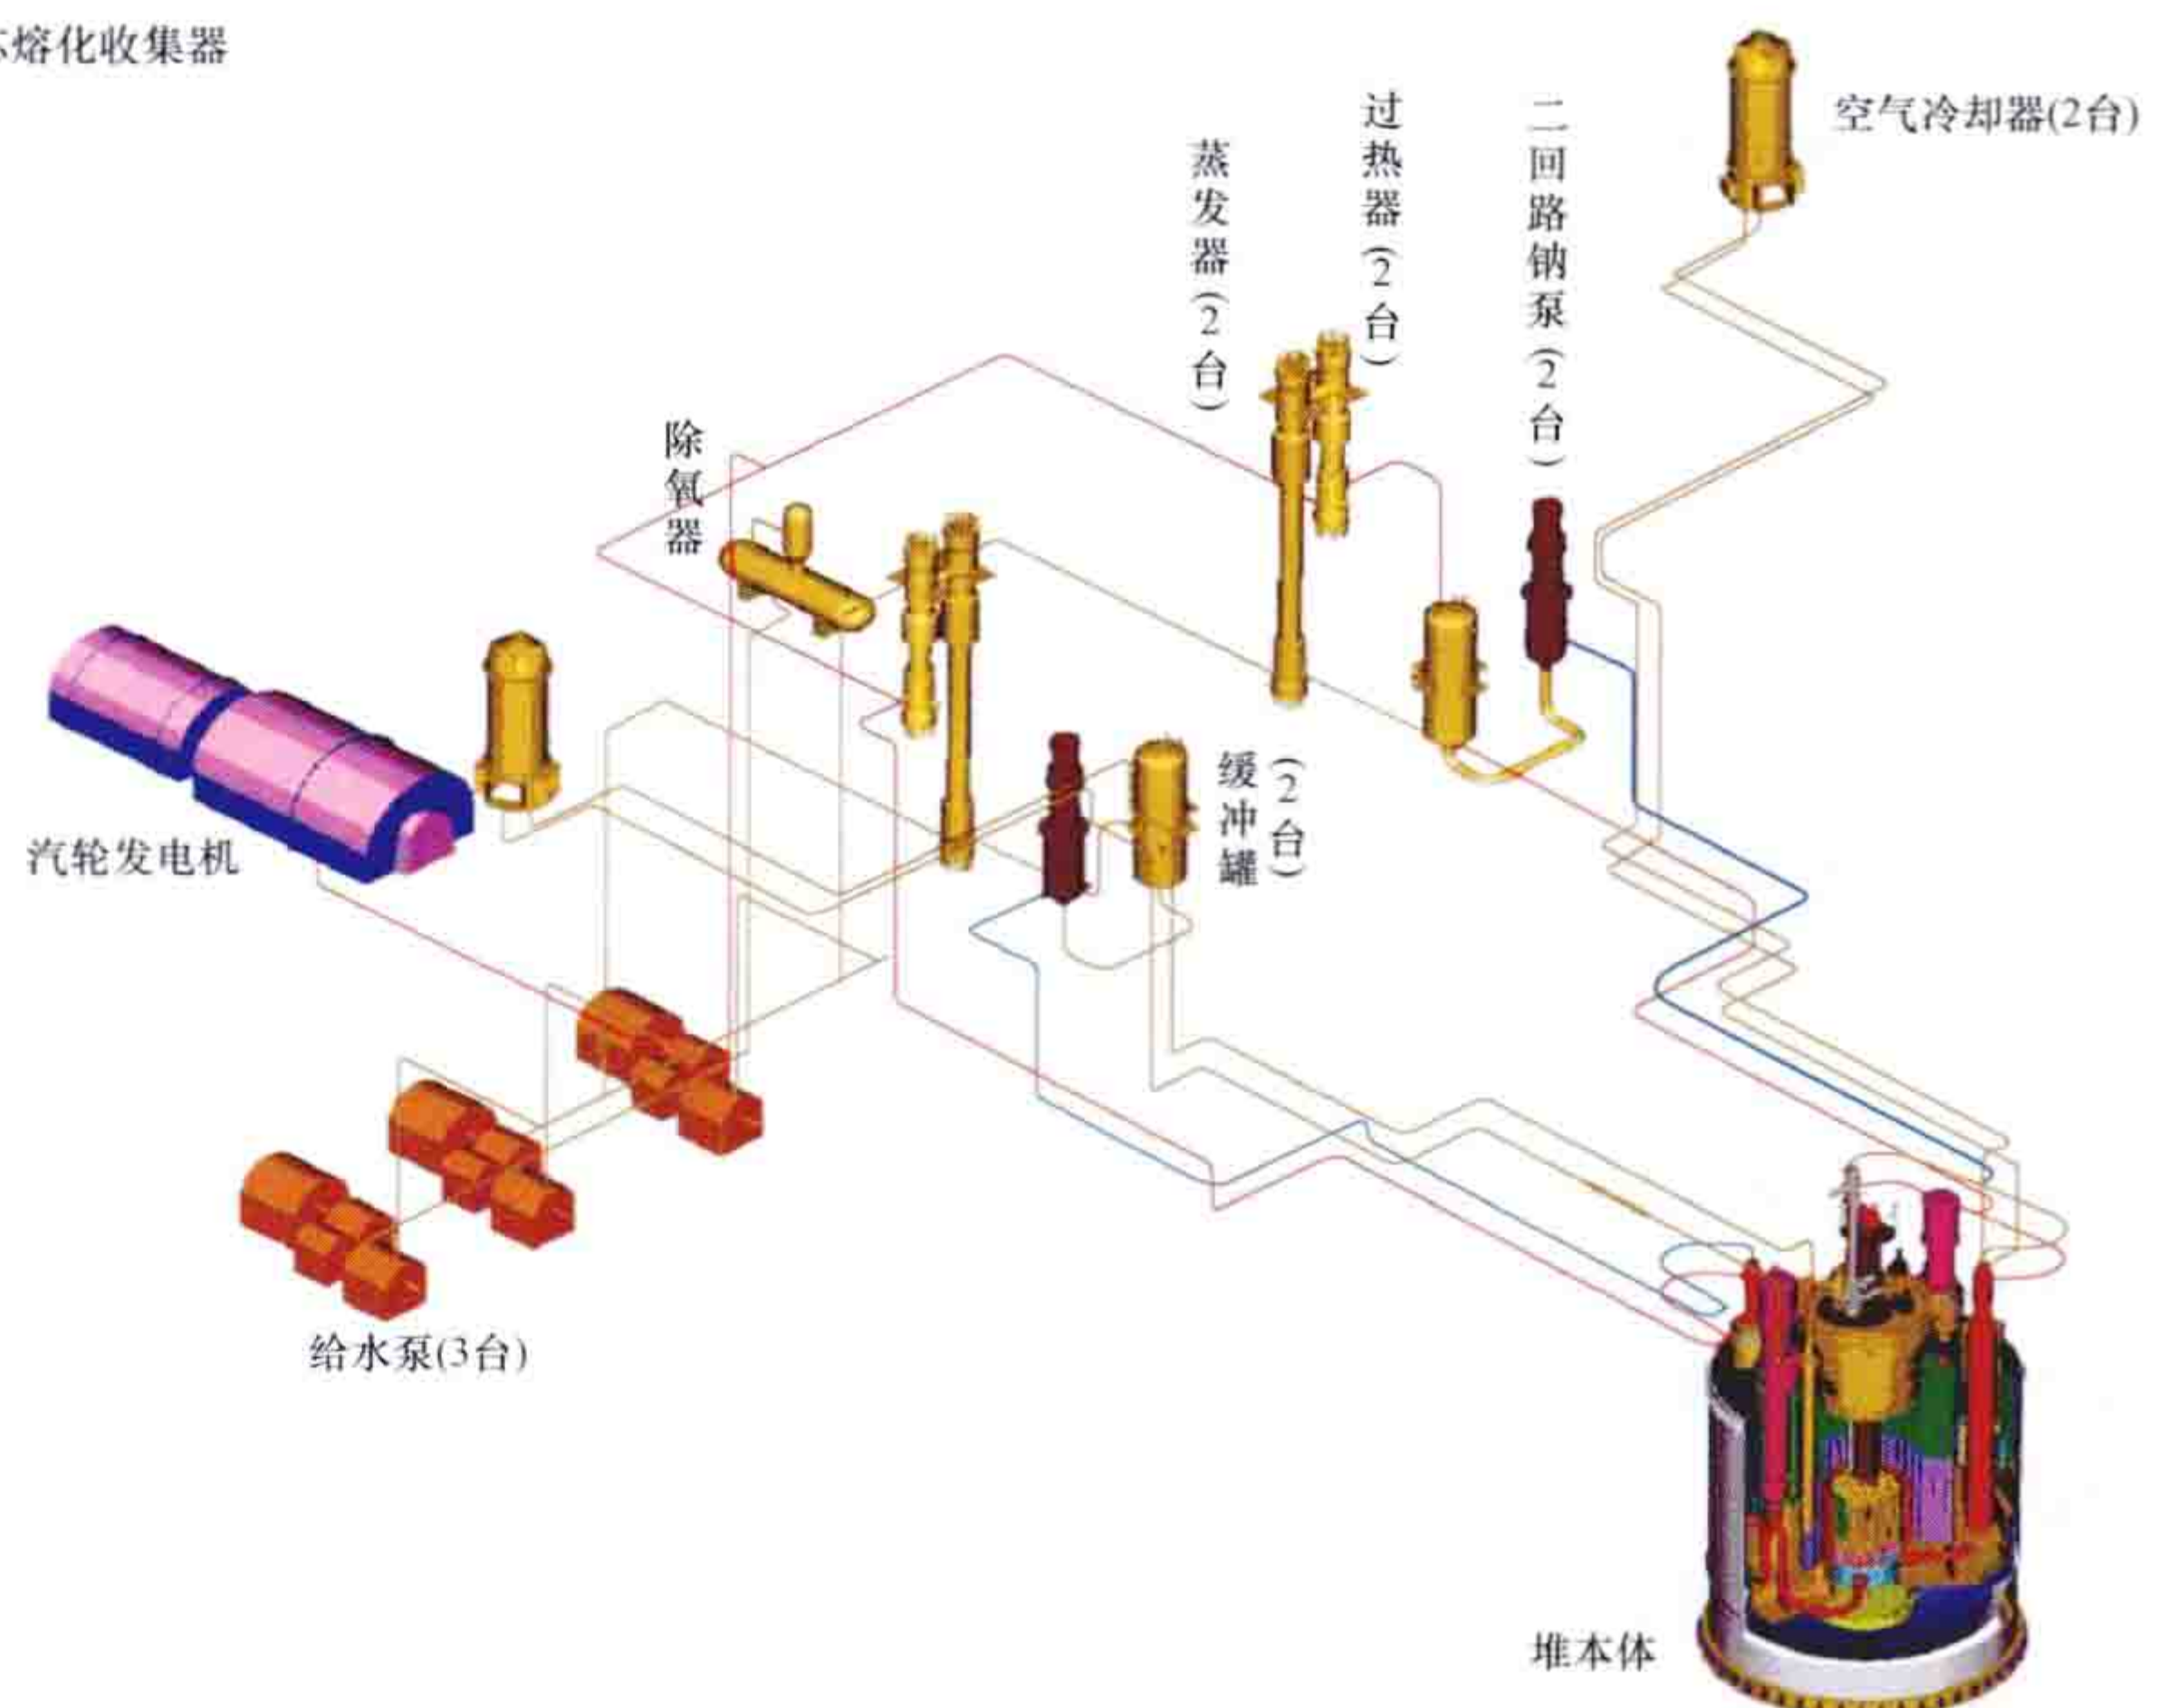 熔化收集器
空气冷却器(2台)
过热器(2台)
二回路钠泵(2台)
蒸发器(2台)
除氧器
缓冲罐
(2台)
汽轮发电机
给水泵(3台)
堆本体